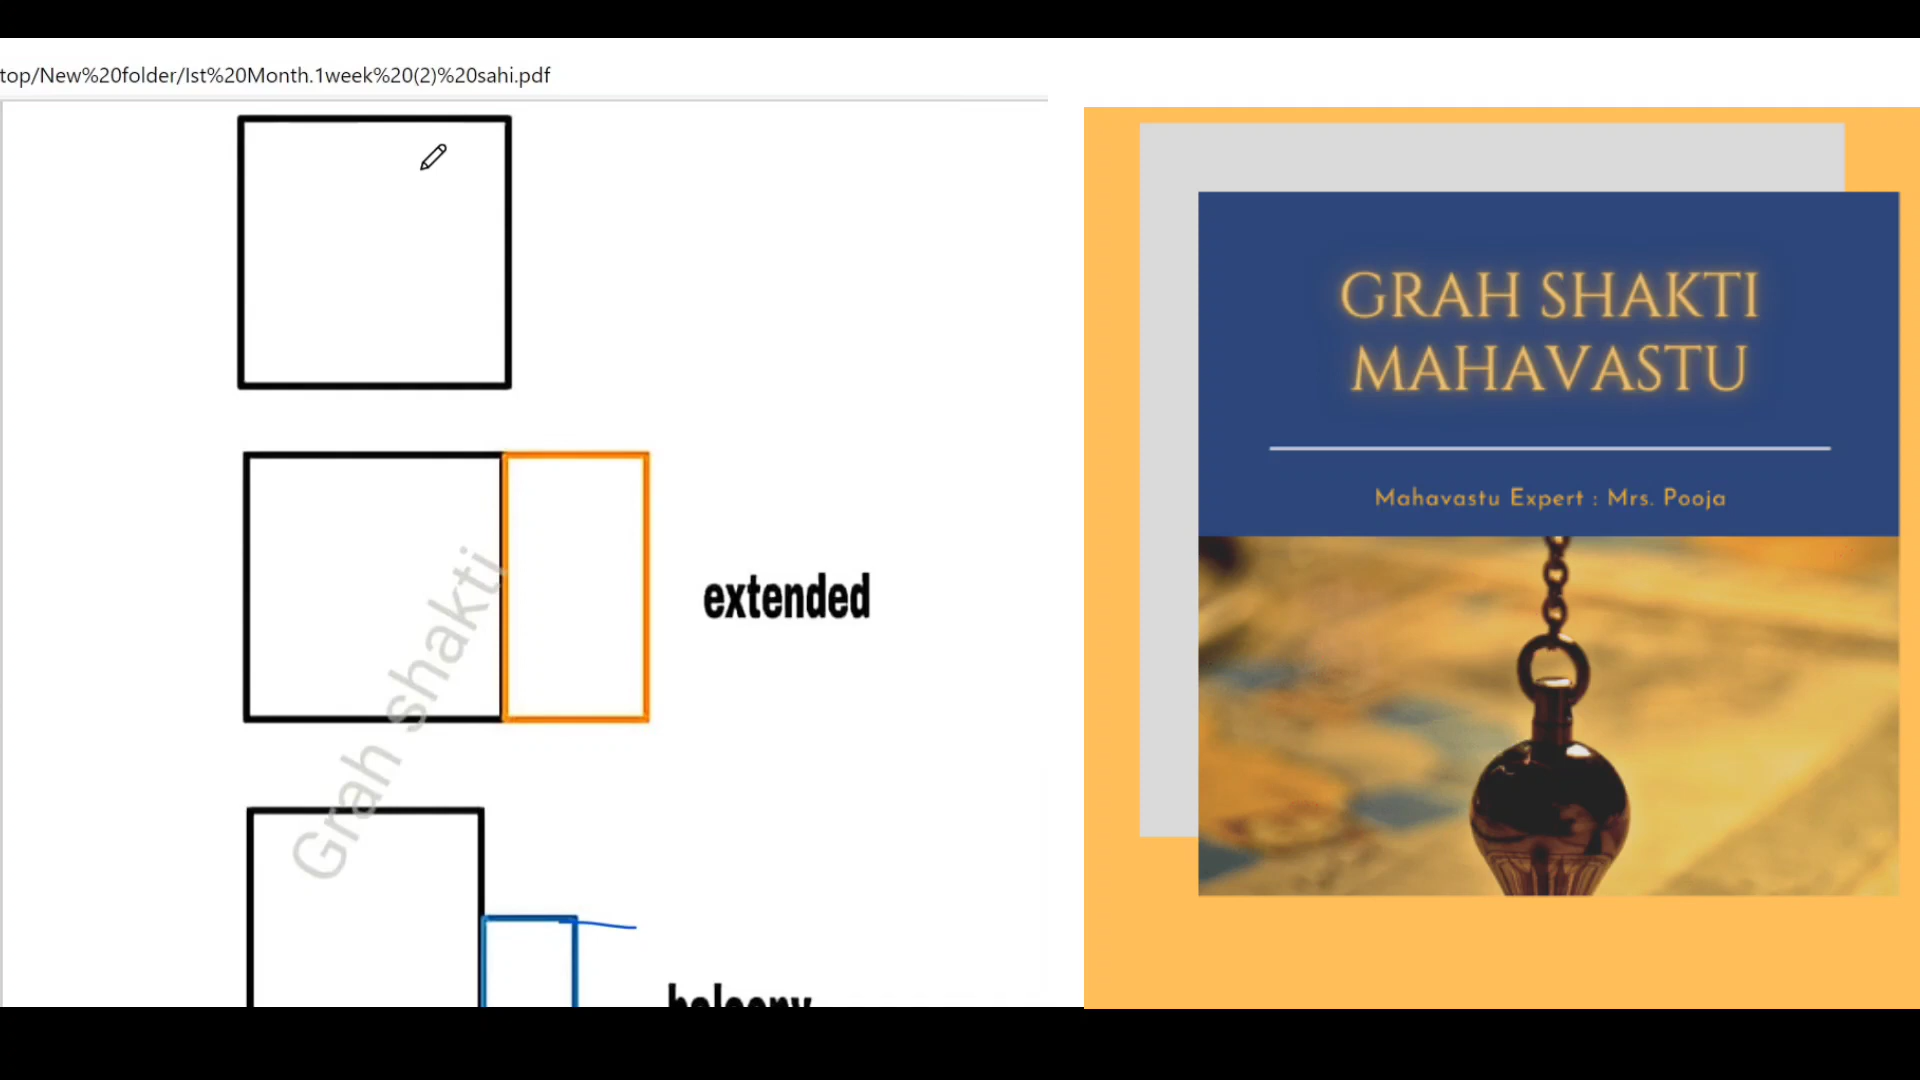 top/New%20folder/Ist%20Month.1week%20(2)%20sahi.pdf
extended
Grah shakti
balcony
GRAH SHAKTI
MAHAVASTU
Mahavastu Expert : Mrs. Pooja